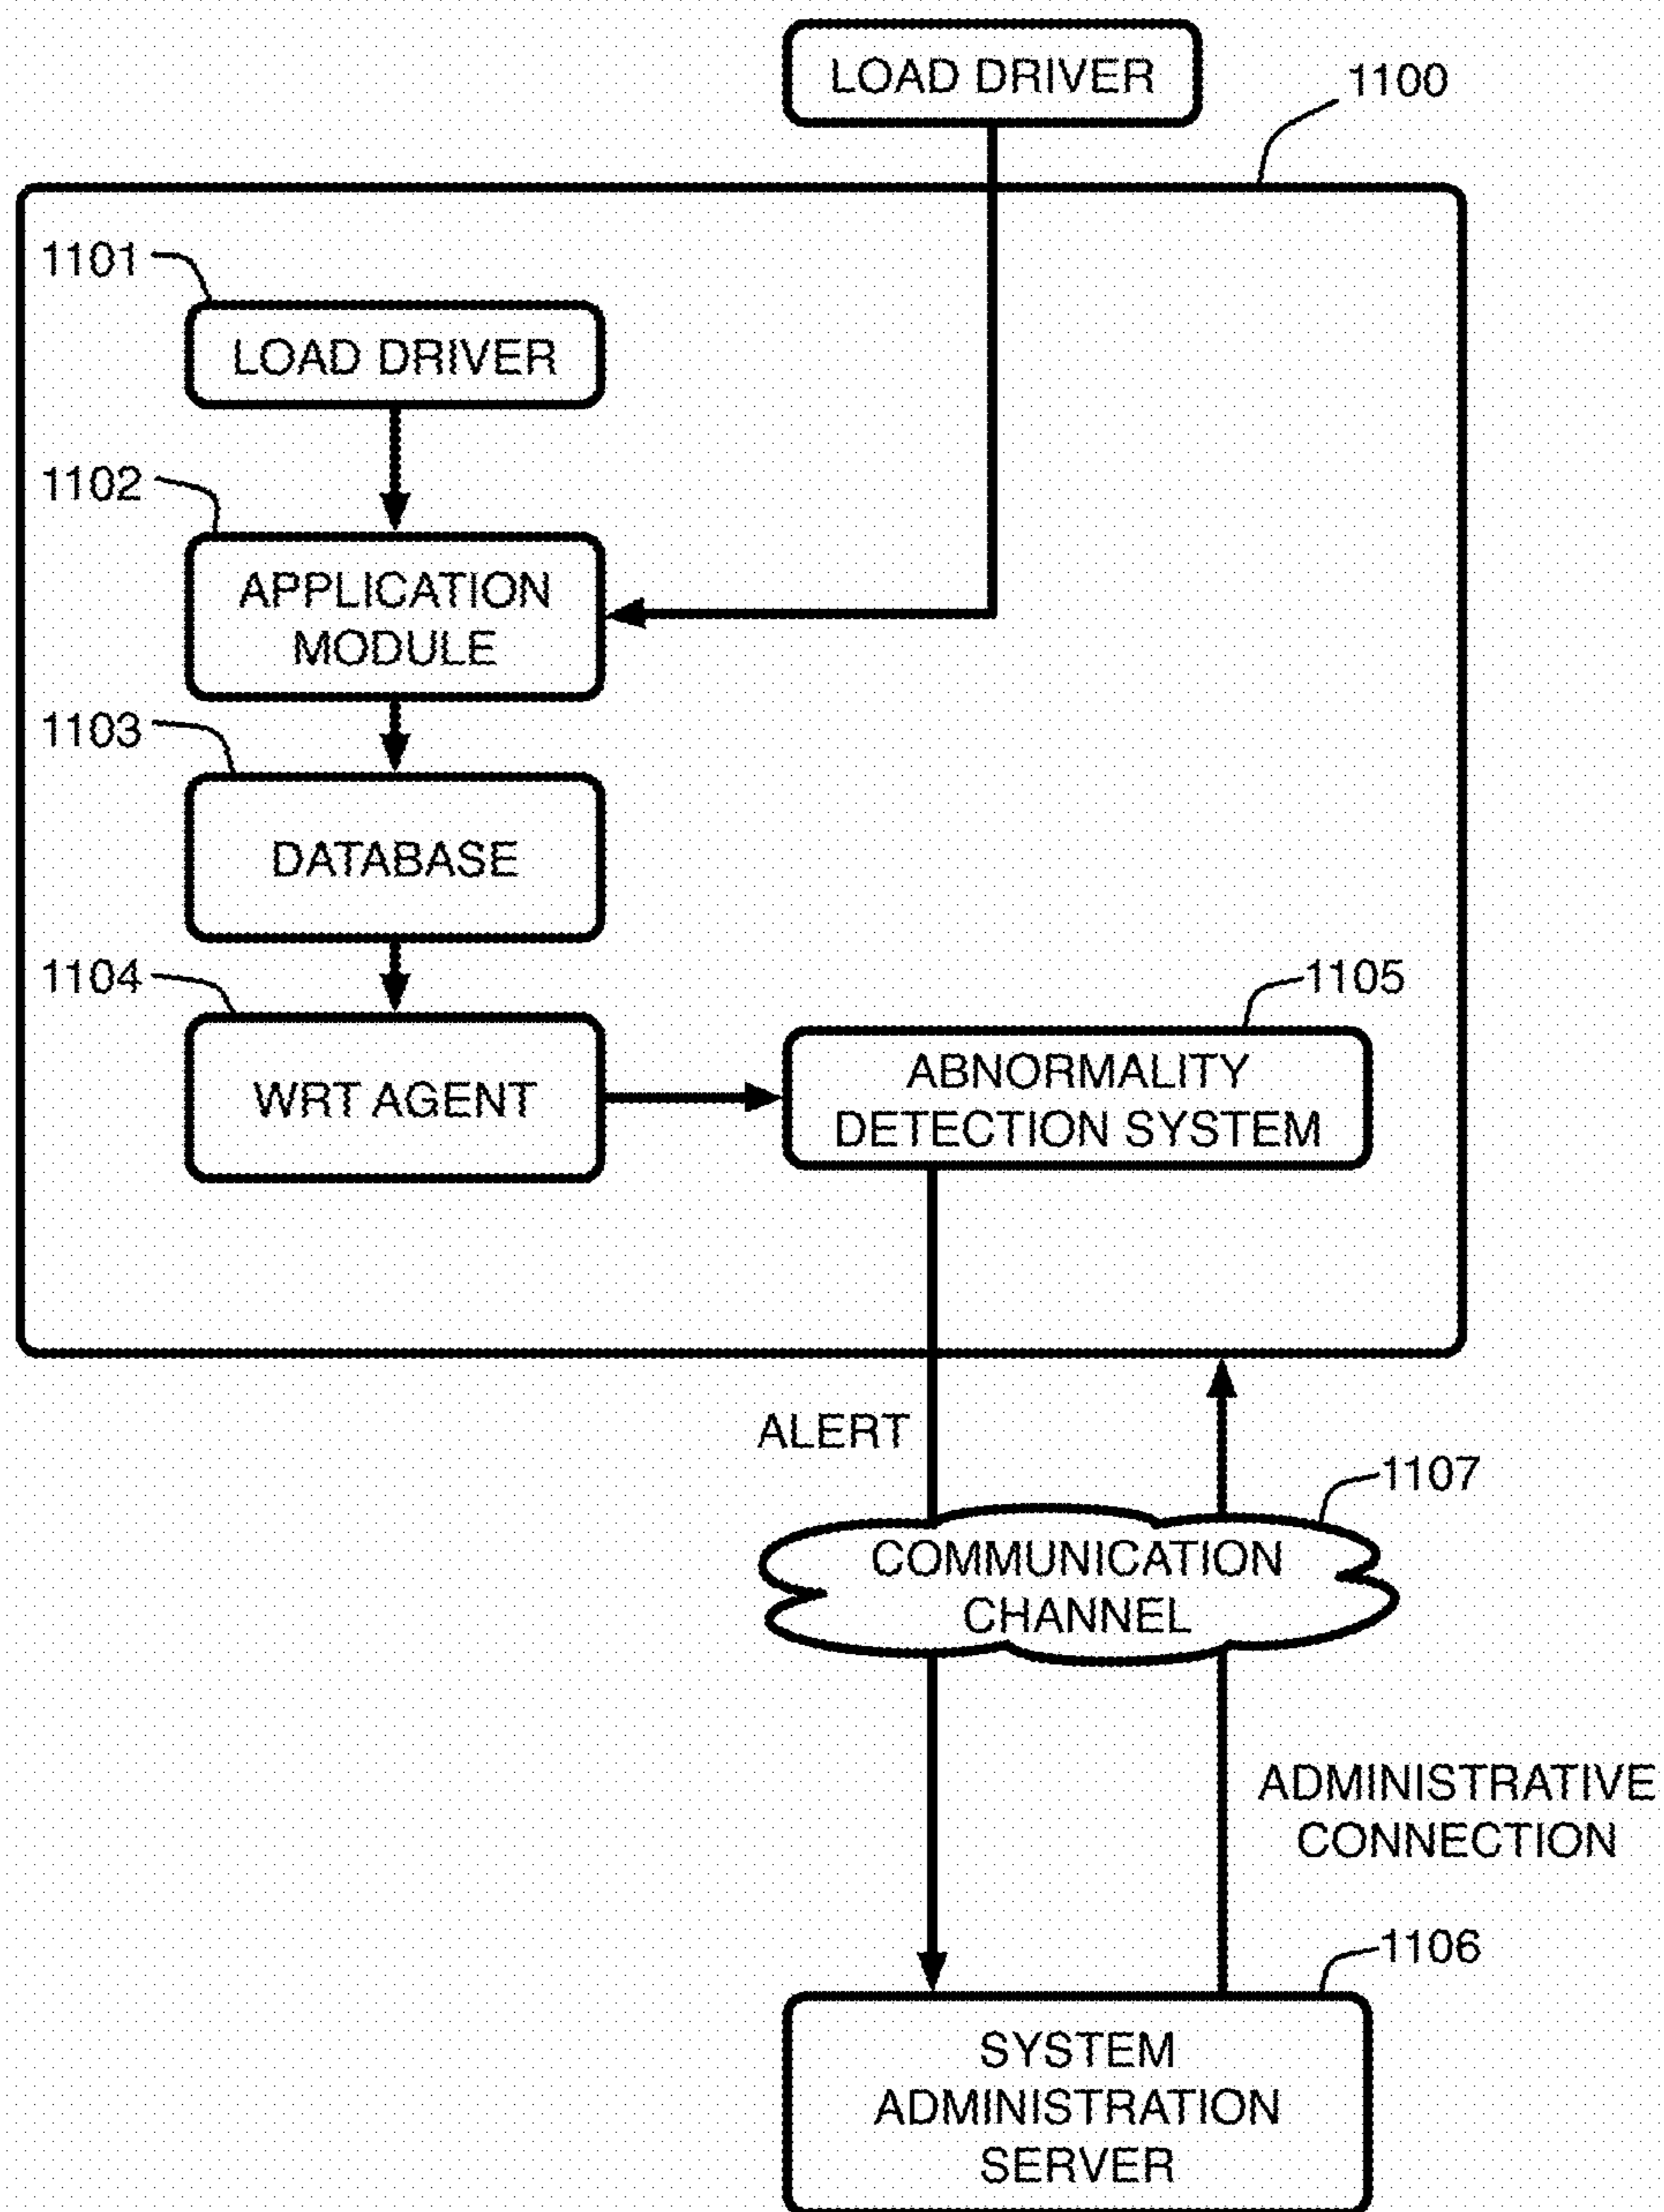 LOAD DRIVER
1100
1101
LOAD DRIVER
1102
APPLICATION
MODULE
1103
DATABASE
1104
WRT AGENT
1105
ABNORMALITY
DETECTION SYSTEM
ALERT
1107
COMMUNICATION
CHANNEL
ADMINISTRATIVE
CONNECTION
1106
SYSTEM
ADMINISTRATION
SERVER